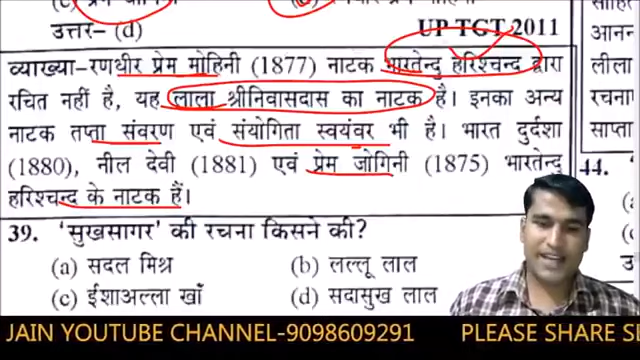 उत्तर– (d)
UP TGT 2011
व्याख्या–रणधीर प्रेम मोहिनी (1877) नाटक भारतेन्दु हरिश्चन्द द्वारा
रचित नहीं है, यह लाला श्रीनिवासदास का नाटक है। इनका अन्य
नाटक तप्ता संवरण एवं संयोगिता स्वयंवर भी है। भारत दुर्दशा
(1880), नील देवी (1881) एवं प्रेम जोगिनी (1875) भारतेन्दु
हरिश्चन्द के नाटक हैं।
39. ‘सुखसागर’ की रचना किसने की?
(a) सदल मिश्र
(b) लल्लू लाल
(c) ईशाअल्ला खाँ
(d) सदासुख लाल
आनन
लीला
रचना
साप्ता
44.
JAIN YOUTUBE CHANNEL-9098609291 PLEASE SHARE